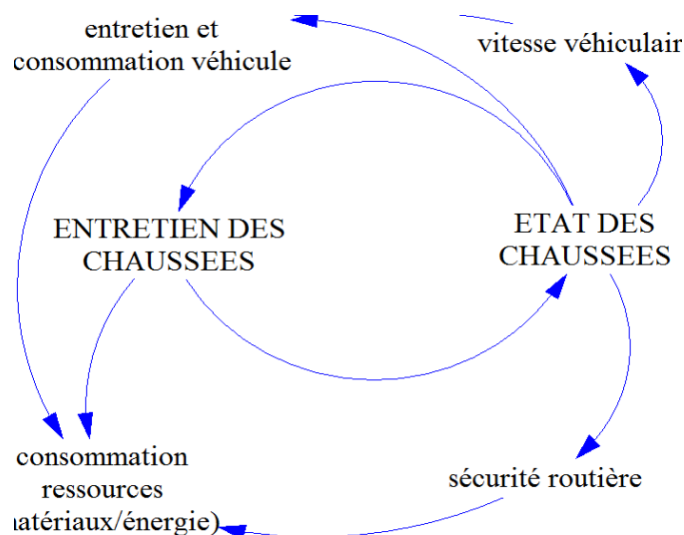 entretien et
consommation véhicule
vitesse véhiculair
ENTRETIEN DES
CHAUSSEES
ETAT DES
CHAUSSEES
consommation
ressources
atériaux/énergie)
sécurité routière